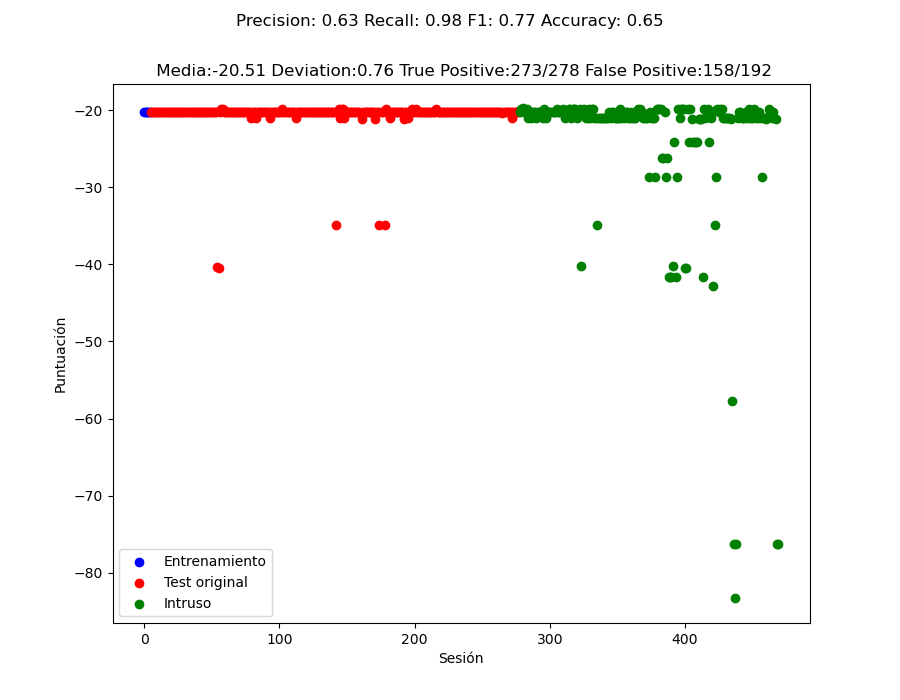 Precision: 0.63 Recall: 0.98 F1: 0.77 Accuracy: 0.65
Media:-20.51 Deviation:0.76 True Positive:273/278 False Positive:158/192
−20
−30
−40
−50
−60
−70
−80
Puntuación
Entrenamiento
Test original
Intruso
0 100 200 300 400
Sesión